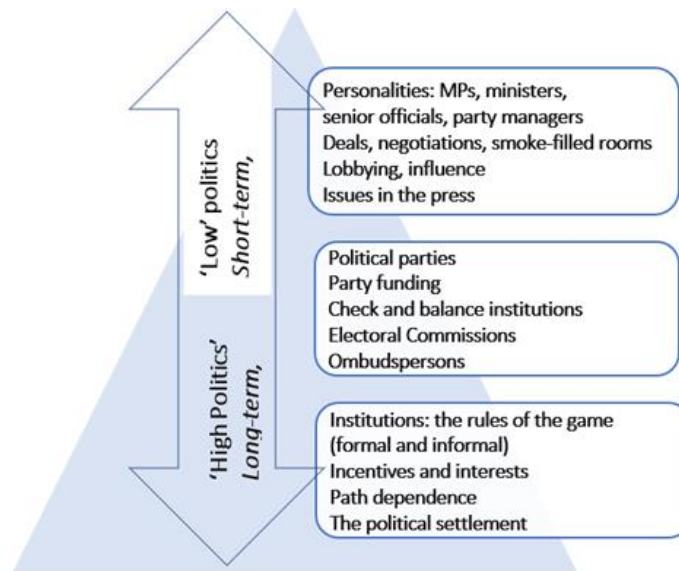 'Low' politics
Short-term,
'High Politics'
Long-term,
Personalities: MPs, ministers,
senior officials, party managers
Deals, negotiations, smoke-filled rooms
Lobbying, influence
Issues in the press
Political parties
Party funding
Check and balance institutions
Electoral Commissions
Ombudspersons
Institutions: the rules of the game
(formal and informal)
Incentives and interests
Path dependence
The political settlement